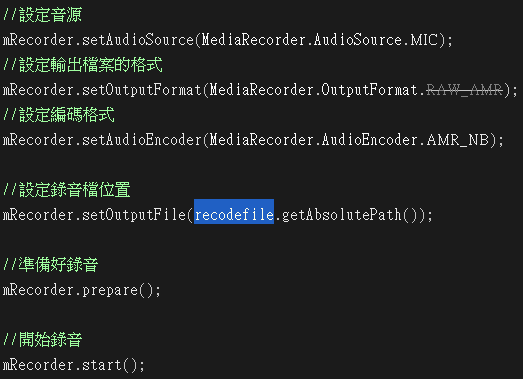 //設定音源
mRecorder.setAudioSource(MediaRecorder.AudioSource.MIC);
//設定輸出檔案的格式
mRecorder.setOutputFormat(MediaRecorder.OutputFormat.RAW_AMR);
//設定編碼格式
mRecorder.setAudioEncoder(MediaRecorder.AudioEncoder.AMR_NB);
//設定錄音檔位置
mRecorder.setOutputFile(recodefile.getAbsolutePath());
//準備好錄音
mRecorder.prepare();
//開始錄音
mRecorder.start();